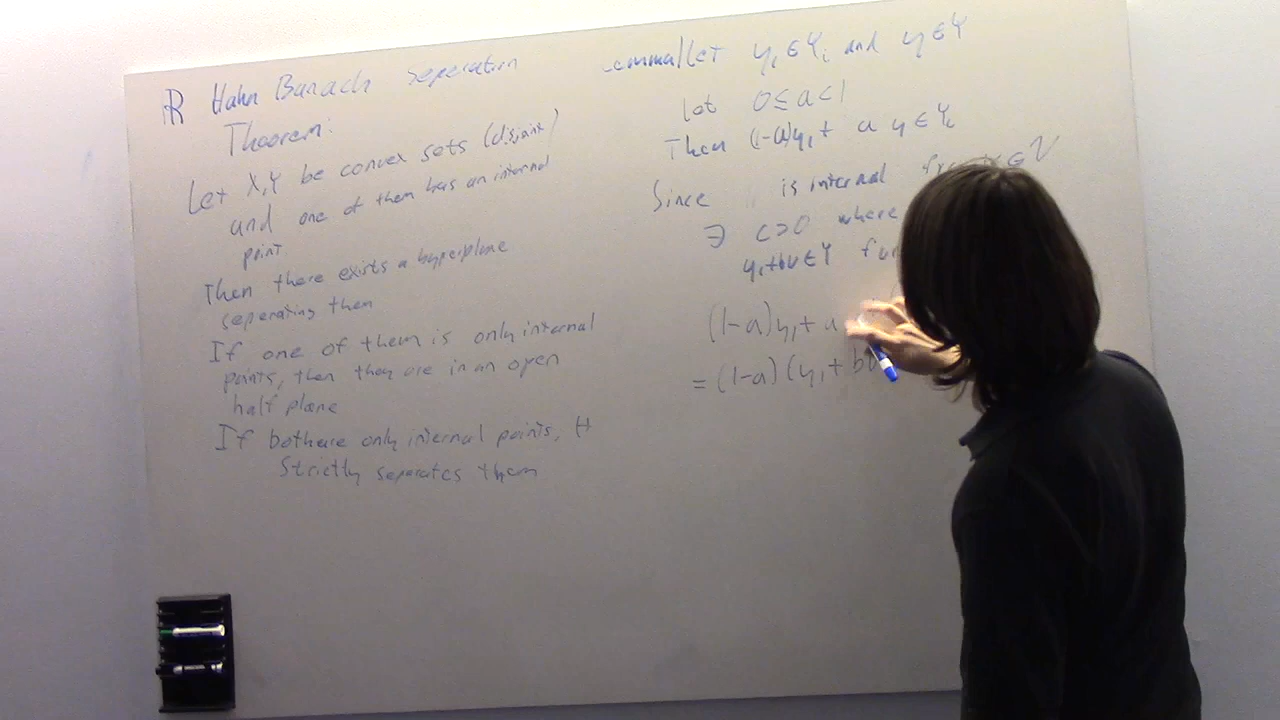 R Hahn Banach Seperation
Theorem:
Let X,Y be convex sets (disjoint)
and one of them has an internal
point
Then there exists a hyperplane
seperating them
If one of them is only internal
points, then they are in an open
half plane
If both are only internal points, H
Strictly separates them
Lemma: Let y₁ ∈ Yᵢ and y ∈ Y
Let 0 ≤ a < 1
Then (1-a)y₁ + a y ∈ Yᵢ
Since is internal ∈ V
∃ c>0 where
y₁+bv ∈ Y
(1-a)y₁ + a
= (1-a)(y₁ + b